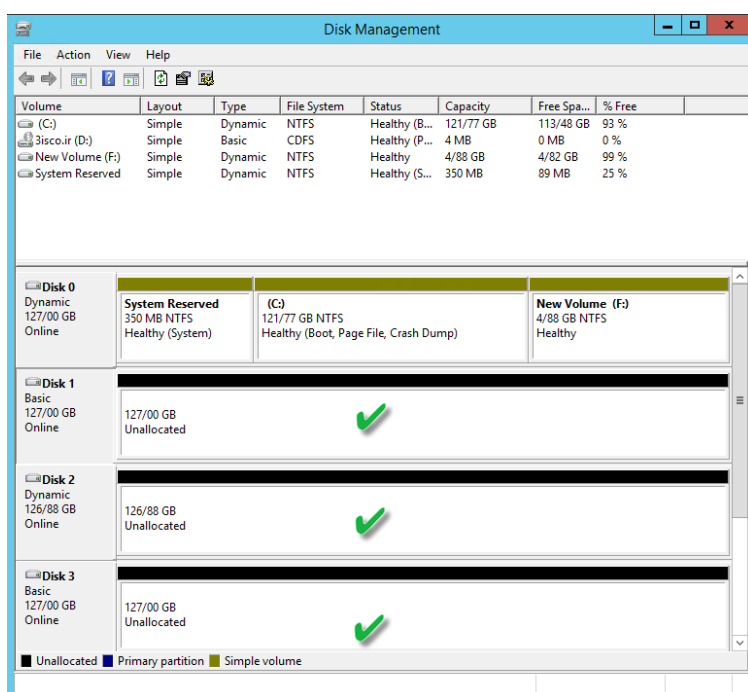 Disk Management
File Action View Help
Volume Layout Type File System Status Capacity Free Spa... % Free
(C:) Simple Dynamic NTFS Healthy (B... 121/77 GB 113/48 GB 93 %
3isco.ir (D:) Simple Basic CDFS Healthy (P... 4 MB 0 MB 0 %
New Volume (F:) Simple Dynamic NTFS Healthy 4/88 GB 4/82 GB 99 %
System Reserved Simple Dynamic NTFS Healthy (S... 350 MB 89 MB 25 %
Disk 0
Dynamic
127/00 GB
Online
System Reserved
350 MB NTFS
Healthy (System)
(C:)
121/77 GB NTFS
Healthy (Boot, Page File, Crash Dump)
New Volume (F:)
4/88 GB NTFS
Healthy
Disk 1
Basic
127/00 GB
Online
127/00 GB
Unallocated
Disk 2
Dynamic
126/88 GB
Online
126/88 GB
Unallocated
Disk 3
Basic
127/00 GB
Online
127/00 GB
Unallocated
Unallocated Primary partition Simple volume